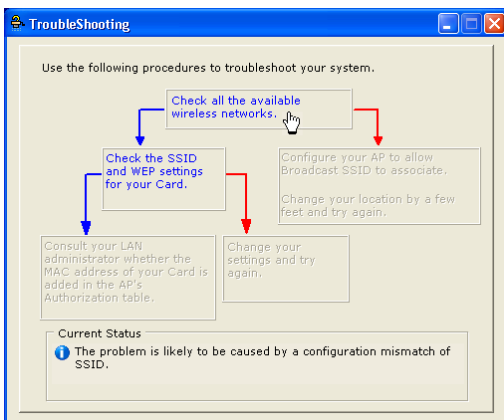 TroubleShooting
Use the following procedures to troubleshoot your system.
Check all the available
wireless networks.
Check the SSID
and WEP settings
for your Card.
Configure your AP to allow
Broadcast SSID to associate.
Change your location by a few
feet and try again.
Consult your LAN
administrator whether the
MAC address of your Card is
added in the AP's
Authorization table.
Change your
settings and try
again.
Current Status
The problem is likely to be caused by a configuration mismatch of
SSID.